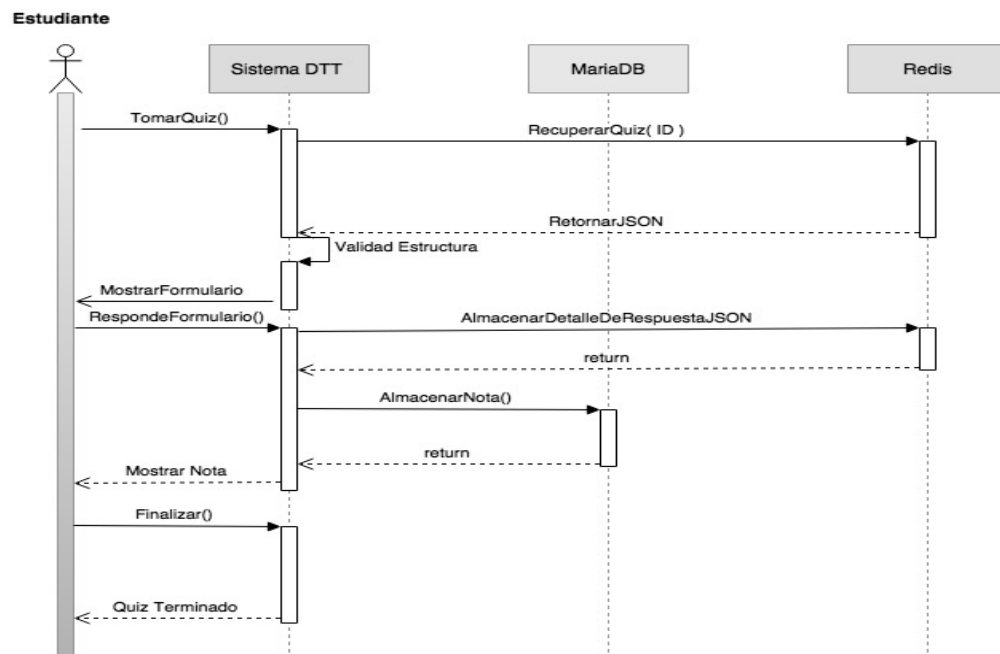 Estudiante
Sistema DTT
MariaDB
Redis
TomarQuiz()
RecuperarQuiz( ID )
RetornarJSON
Validad Estructura
MostrarFormulario
RespondeFormulario()
AlmacenarDetalleDeRespuestaJSON
return
AlmacenarNota()
return
Mostrar Nota
Finalizar()
Quiz Terminado